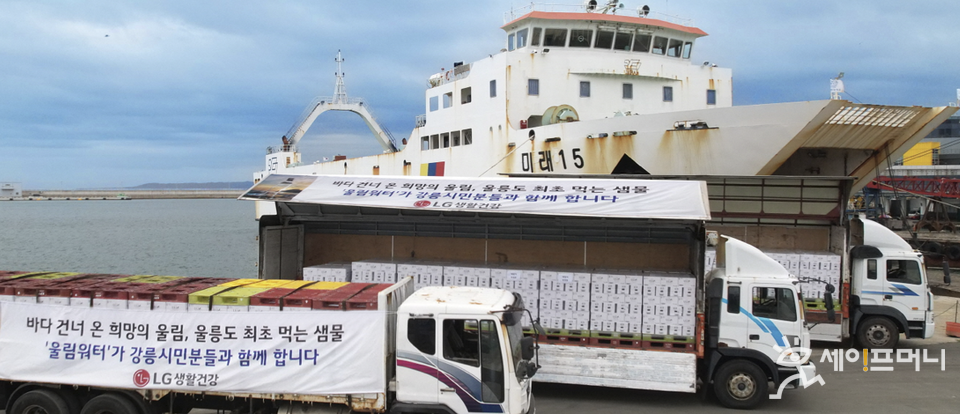 미래 15
바다 건너 온 희망의 울림, 울릉도 최초 먹는 샘물
'울림워터'가 강릉시민분들과 함께 합니다
LG생활건강
바다 건너 온 희망의 울림, 울릉도 최초 먹는 샘물
'울림워터'가 강릉시민분들과 함께 합니다
LG 생활건강
세이프머니